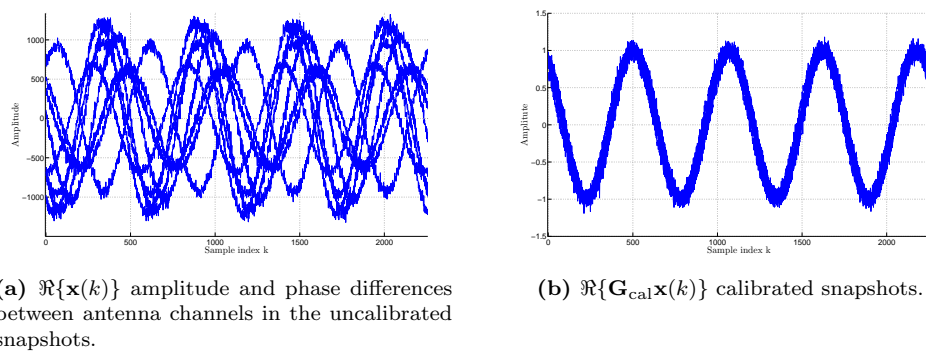 1000
500
0
−500
−1000
Amplitude
0
500
1000
1500
2000
Sample index k
1.5
1
0.5
0
−0.5
−1
−1.5
Amplitute
0
500
1000
1500
2000
Sample index k
(a) ℜ{x(k)} amplitude and phase differences
between antenna channels in the uncalibrated
snapshots.
(b) ℜ{G_cal x(k)} calibrated snapshots.